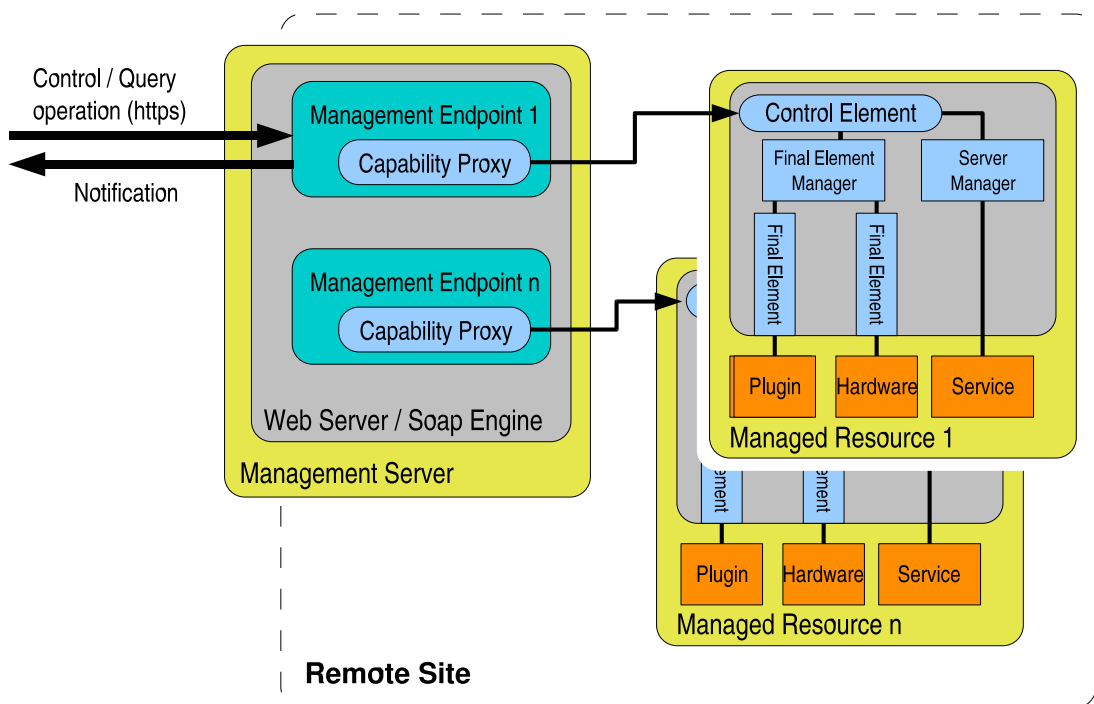 Control / Query
operation (https)
Notification
Management Endpoint 1
Capability Proxy
Management Endpoint n
Capability Proxy
Web Server / Soap Engine
Management Server
Control Element
Final Element
Manager
Server
Manager
Final Element
Final Element
Plugin
Hardware
Service
Managed Resource 1
ement
ement
Plugin
Hardware
Service
Managed Resource n
Remote Site